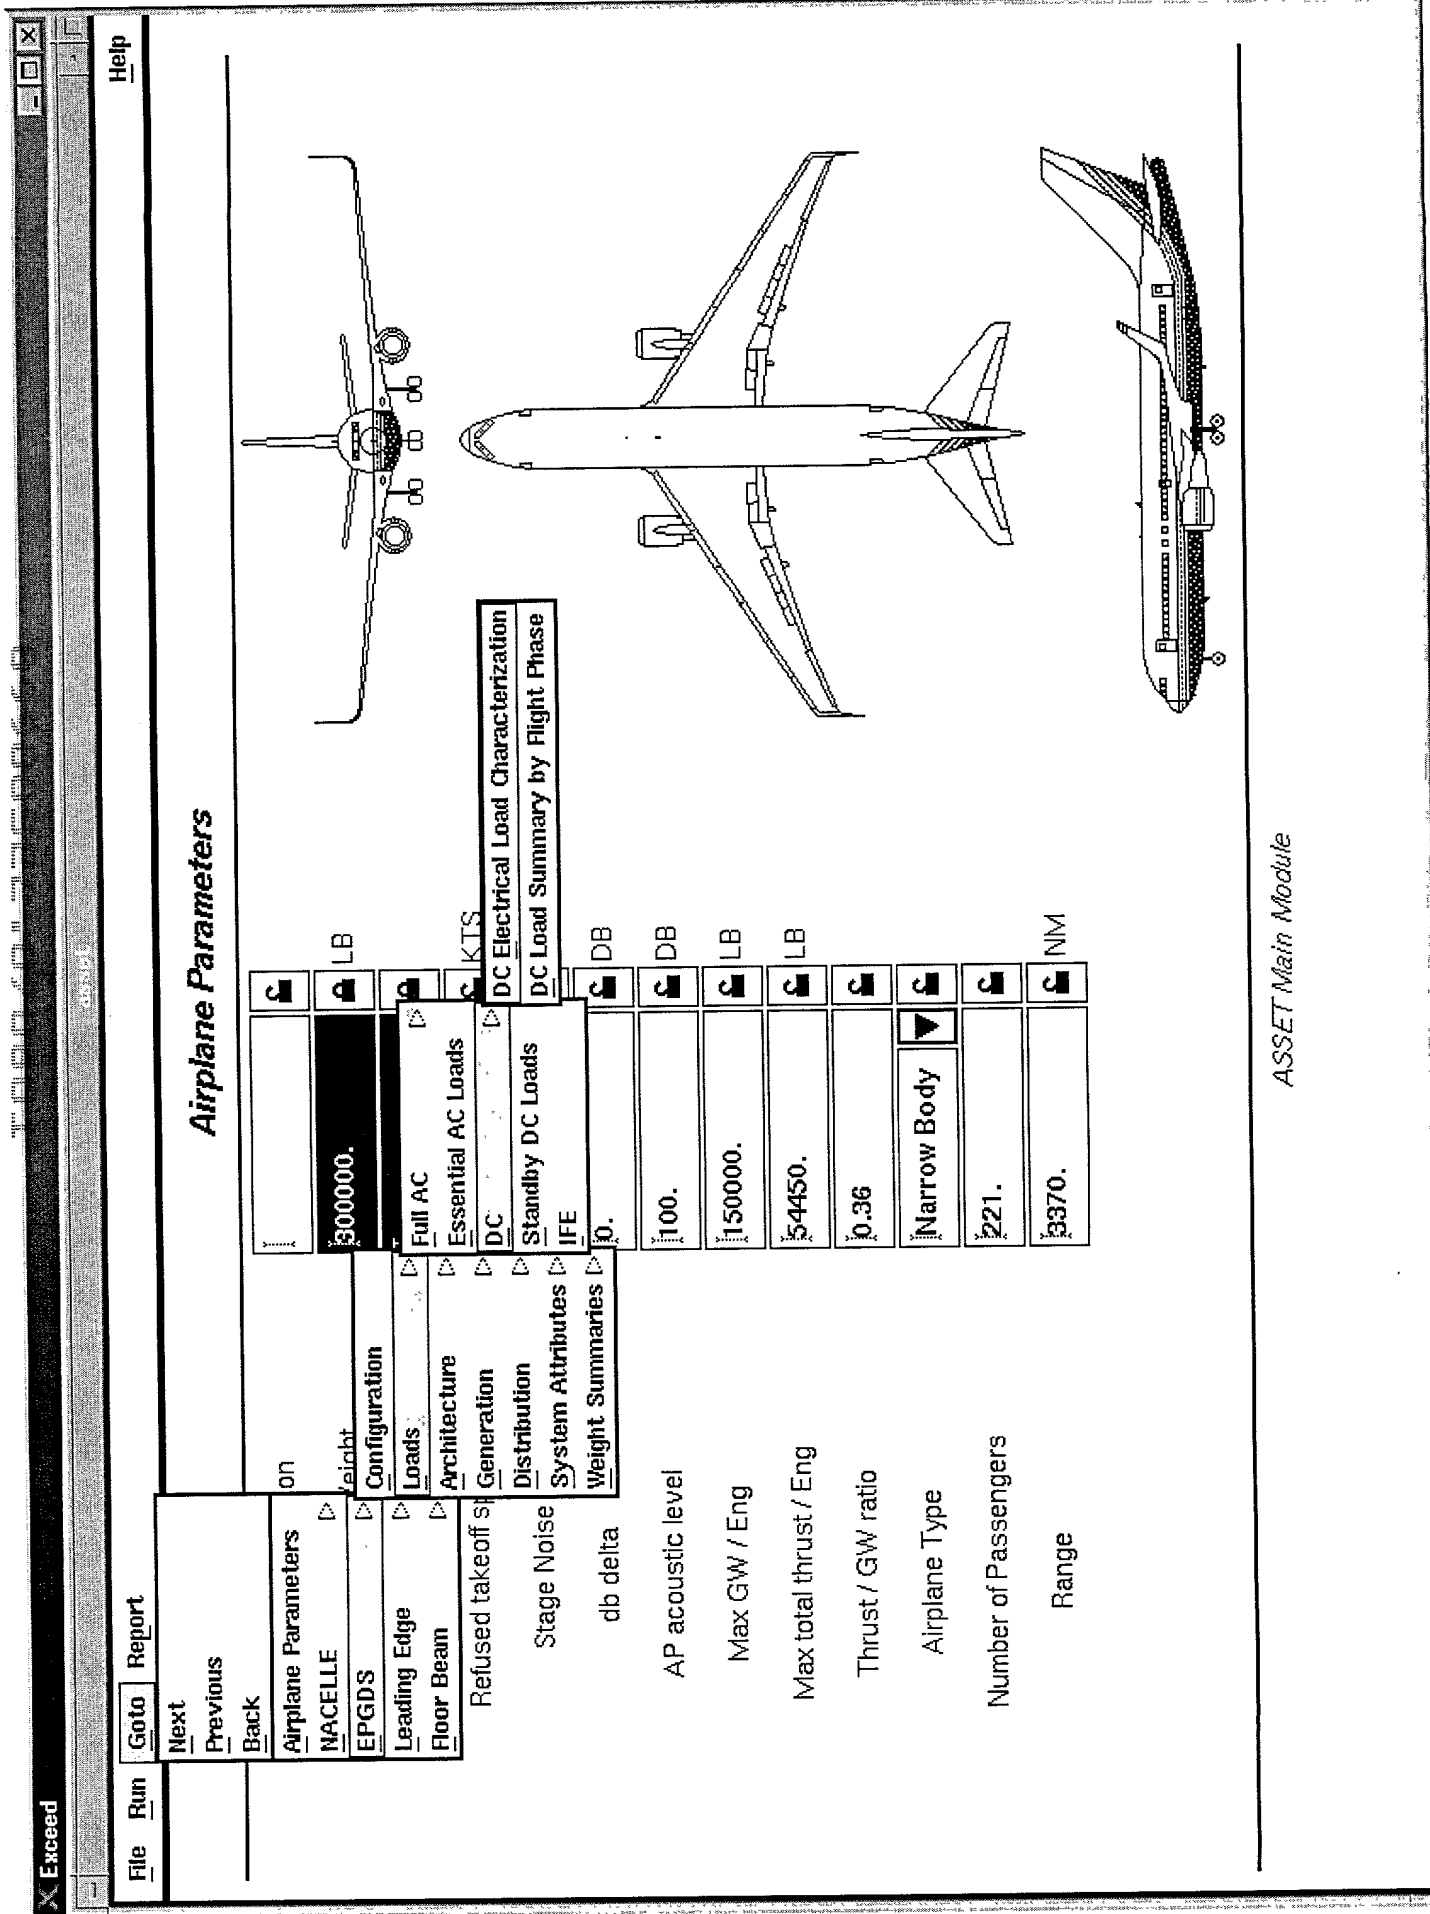 Exceed
File Run Goto Report Help
Next
Previous
Back
Airplane Parameters
NACELLE
EPGDS
Leading Edge
Floor Beam
Configuration
Loads
Architecture
Generation
Distribution
System Attributes
Weight Summaries
Full AC
Essential AC Loads
DC
Standby DC Loads
IFE
DC Electrical Load Characterization
DC Load Summary by Flight Phase
Airplane Parameters
on
eight 300000. LB
Refused takeoff sp KTS
Stage Noise
db delta 0. DB
AP acoustic level 100. DB
Max GW / Eng 150000. LB
Max total thrust / Eng 54450. LB
Thrust / GW ratio 0.36
Airplane Type Narrow Body
Number of Passengers 221.
Range 3370. NM
ASSET Main Module